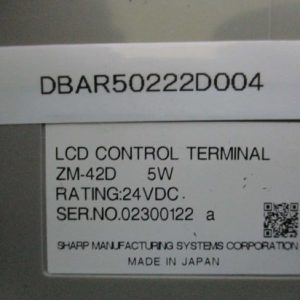 DBAR50222D004
LCD CONTROL TERMINAL
ZM-42D 5W
RATING:24VDC
SER.NO.02300122 a
SHARP MANUFACTURING SYSTEMS CORPORATION
MADE IN JAPAN